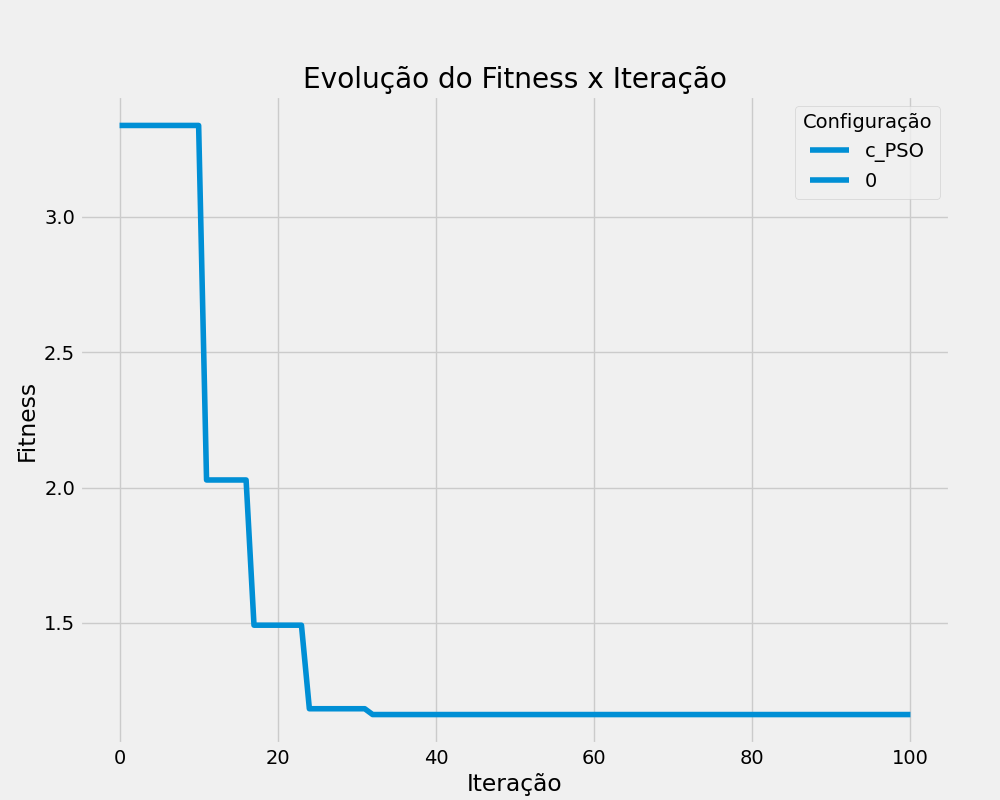 Evolução do Fitness x Iteração
Configuração
c_PSO
0
Fitness
3.0
2.5
2.0
1.5
0 20 40 60 80 100
Iteração